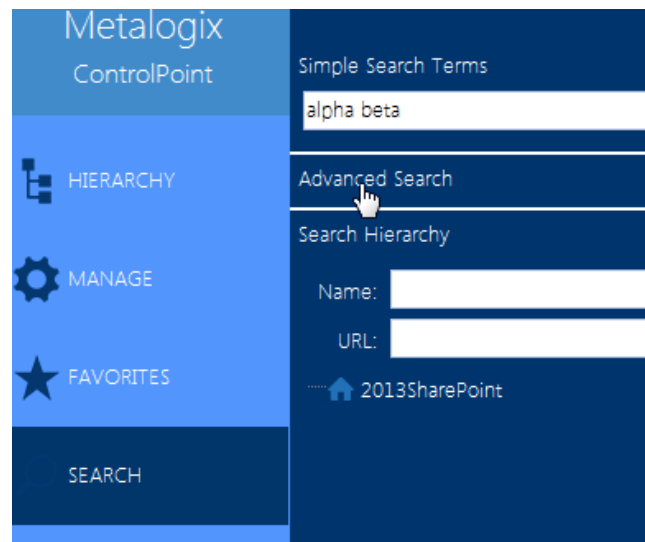 Metalogix
ControlPoint
HIERARCHY
MANAGE
FAVORITES
SEARCH
Simple Search Terms
alpha beta
Advanced Search
Search Hierarchy
Name:
URL:
2013SharePoint